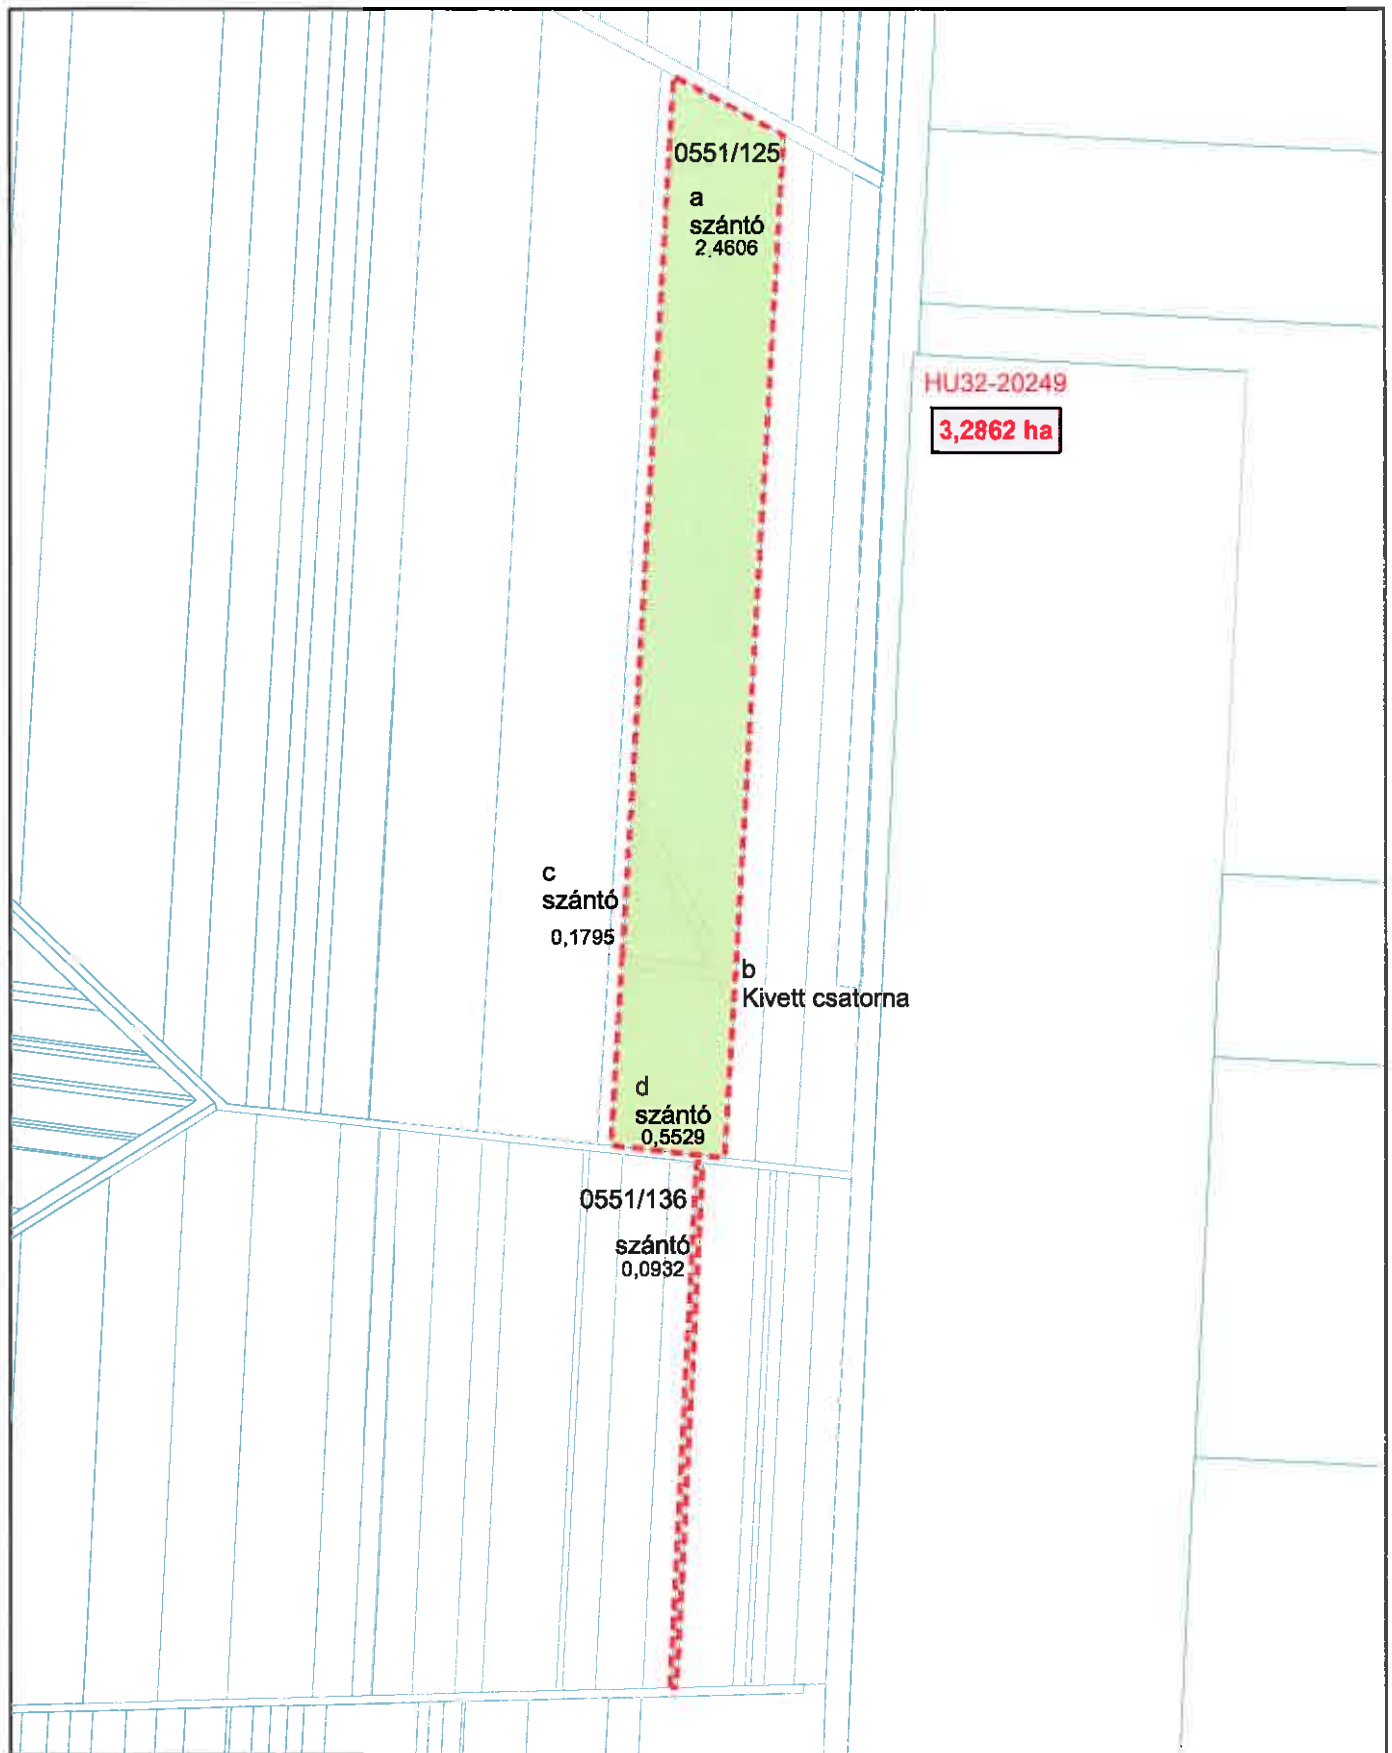 0551/125
a
szántó
2.4606
HU32-20249
3,2862 ha
c
szántó
0,1795
b
Kivett csatorna
d
szántó
0,5529
0551/136
szántó
0,0932